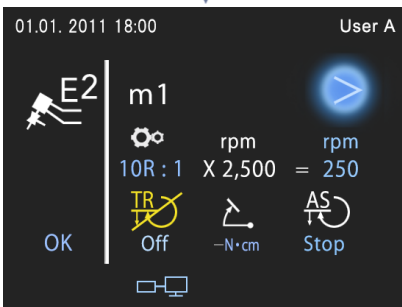 01.01. 2011 18:00 User A
E2
m1
rpm rpm
10R : 1 X 2,500 = 250
TR AS
OK Off –N•cm Stop